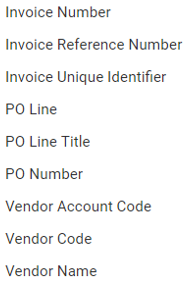 Invoice Number
Invoice Reference Number
Invoice Unique Identifier
PO Line
PO Line Title
PO Number
Vendor Account Code
Vendor Code
Vendor Name